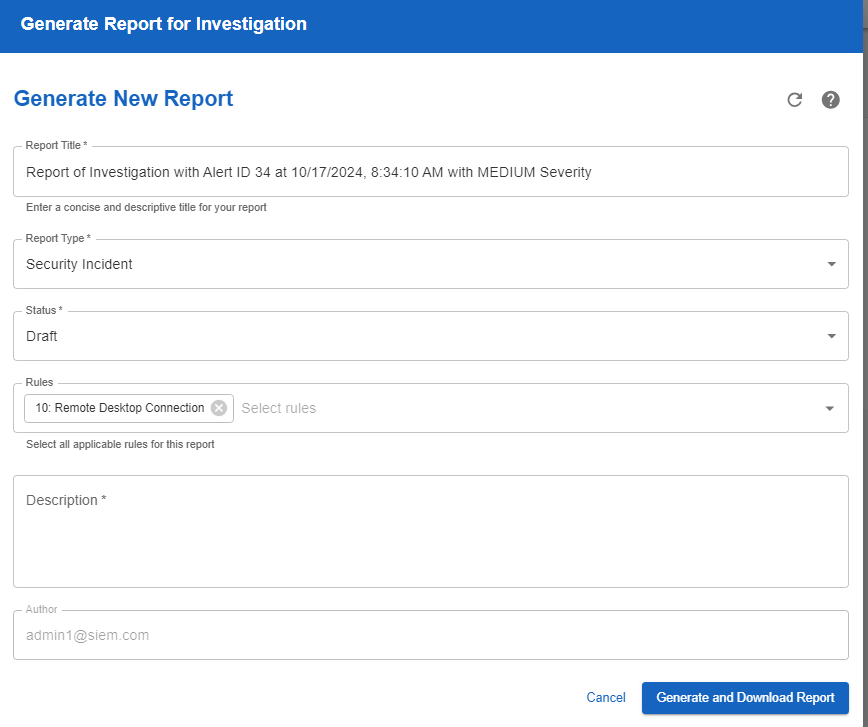 Generate Report for Investigation
Generate New Report
Report Title *
Report of Investigation with Alert ID 34 at 10/17/2024, 8:34:10 AM with MEDIUM Severity
Enter a concise and descriptive title for your report
Report Type *
Security Incident
Status *
Draft
Rules
10: Remote Desktop Connection Select rules
Select all applicable rules for this report
Description *
Author
admin1@siem.com
Cancel Generate and Download Report